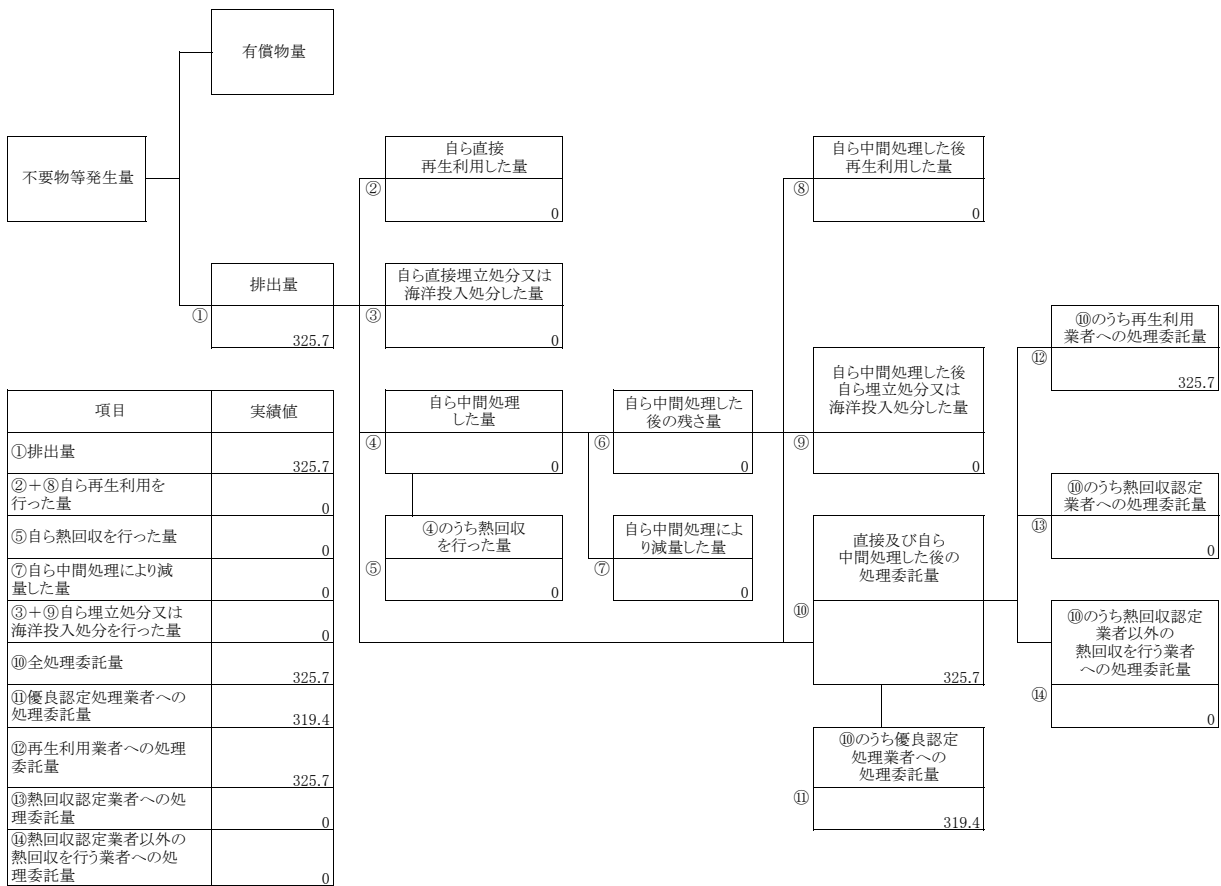 有償物量
不要物等発生量
自ら直接
再生利用した量
②
0
自ら中間処理した後
再生利用した量
⑧
0
排出量
①
325.7
自ら直接埋立処分又は
海洋投入処分した量
③
0
⑩のうち再生利用
業者への処理委託量
⑫
325.7
自ら中間処理
した量
④
0
自ら中間処理した
後の残さ量
⑥
0
自ら中間処理した後
自ら埋立処分又は
海洋投入処分した量
⑨
0
⑩のうち熱回収認定
業者への処理委託量
⑬
0
④のうち熱回収
を行った量
⑤
0
自ら中間処理によ
り減量した量
⑦
0
直接及び自ら
中間処理した後の
処理委託量
⑩
325.7
⑩のうち熱回収認定
業者以外の
熱回収を行う業者
への処理委託量
⑭
0
⑩のうち優良認定
処理業者への
処理委託量
⑪
319.4
項目 実績値
①排出量
325.7
②+⑧自ら再生利用を
行った量
0
⑤自ら熱回収を行った量
0
⑦自ら中間処理により減
量した量
0
③+⑨自ら埋立処分又は
海洋投入処分を行った量
0
⑩全処理委託量
325.7
⑪優良認定処理業者への
処理委託量
319.4
⑫再生利用業者への処理
委託量
325.7
⑬熱回収認定業者への処
理委託量
0
⑭熱回収認定業者以外の
熱回収を行う業者への処
理委託量
0